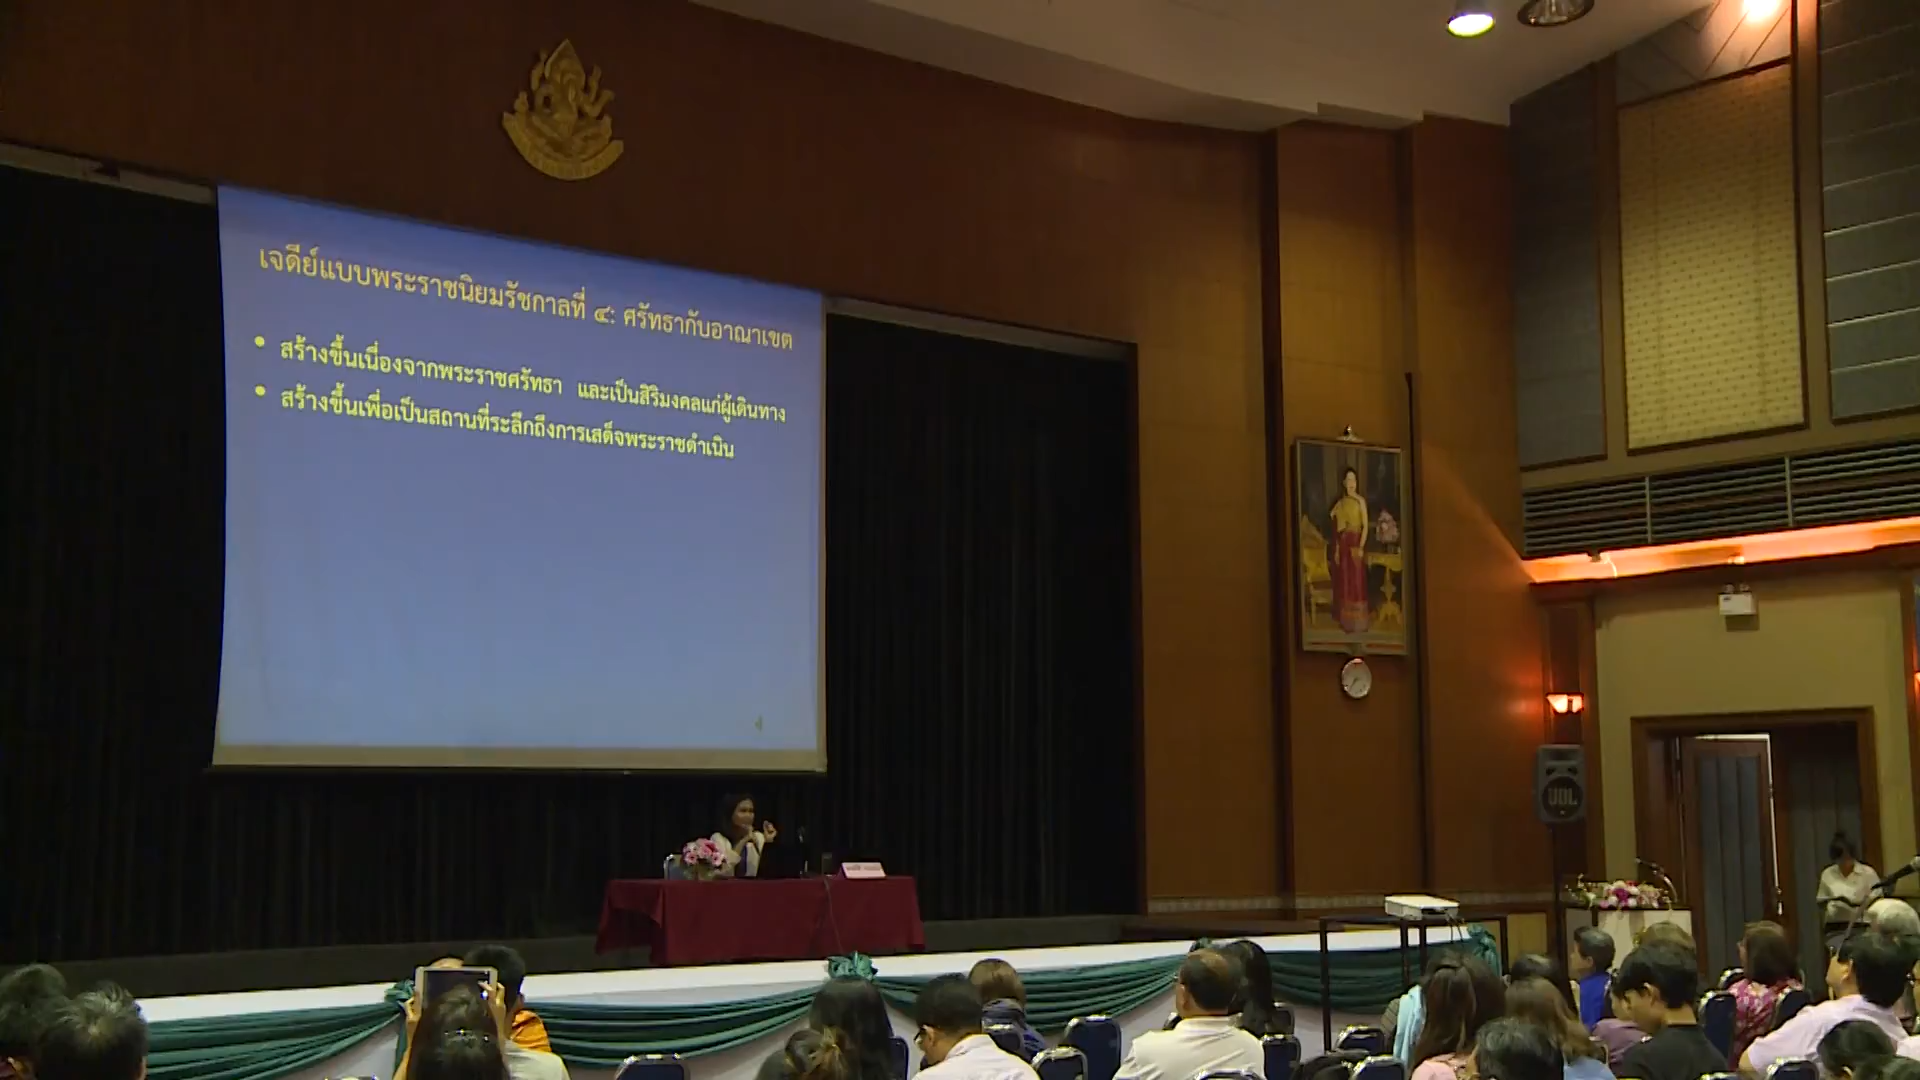 เจดีย์แบบพระราชนิยมรัชกาลที่ ๔: ศรัทธากับอาณาเขต
• สร้างขึ้นเนื่องจากพระราชศรัทธา และเป็นสิริมงคลแก่ผู้เดินทาง
• สร้างขึ้นเพื่อเป็นสถานที่ระลึกถึงการเสด็จพระราชดำเนิน
JBL